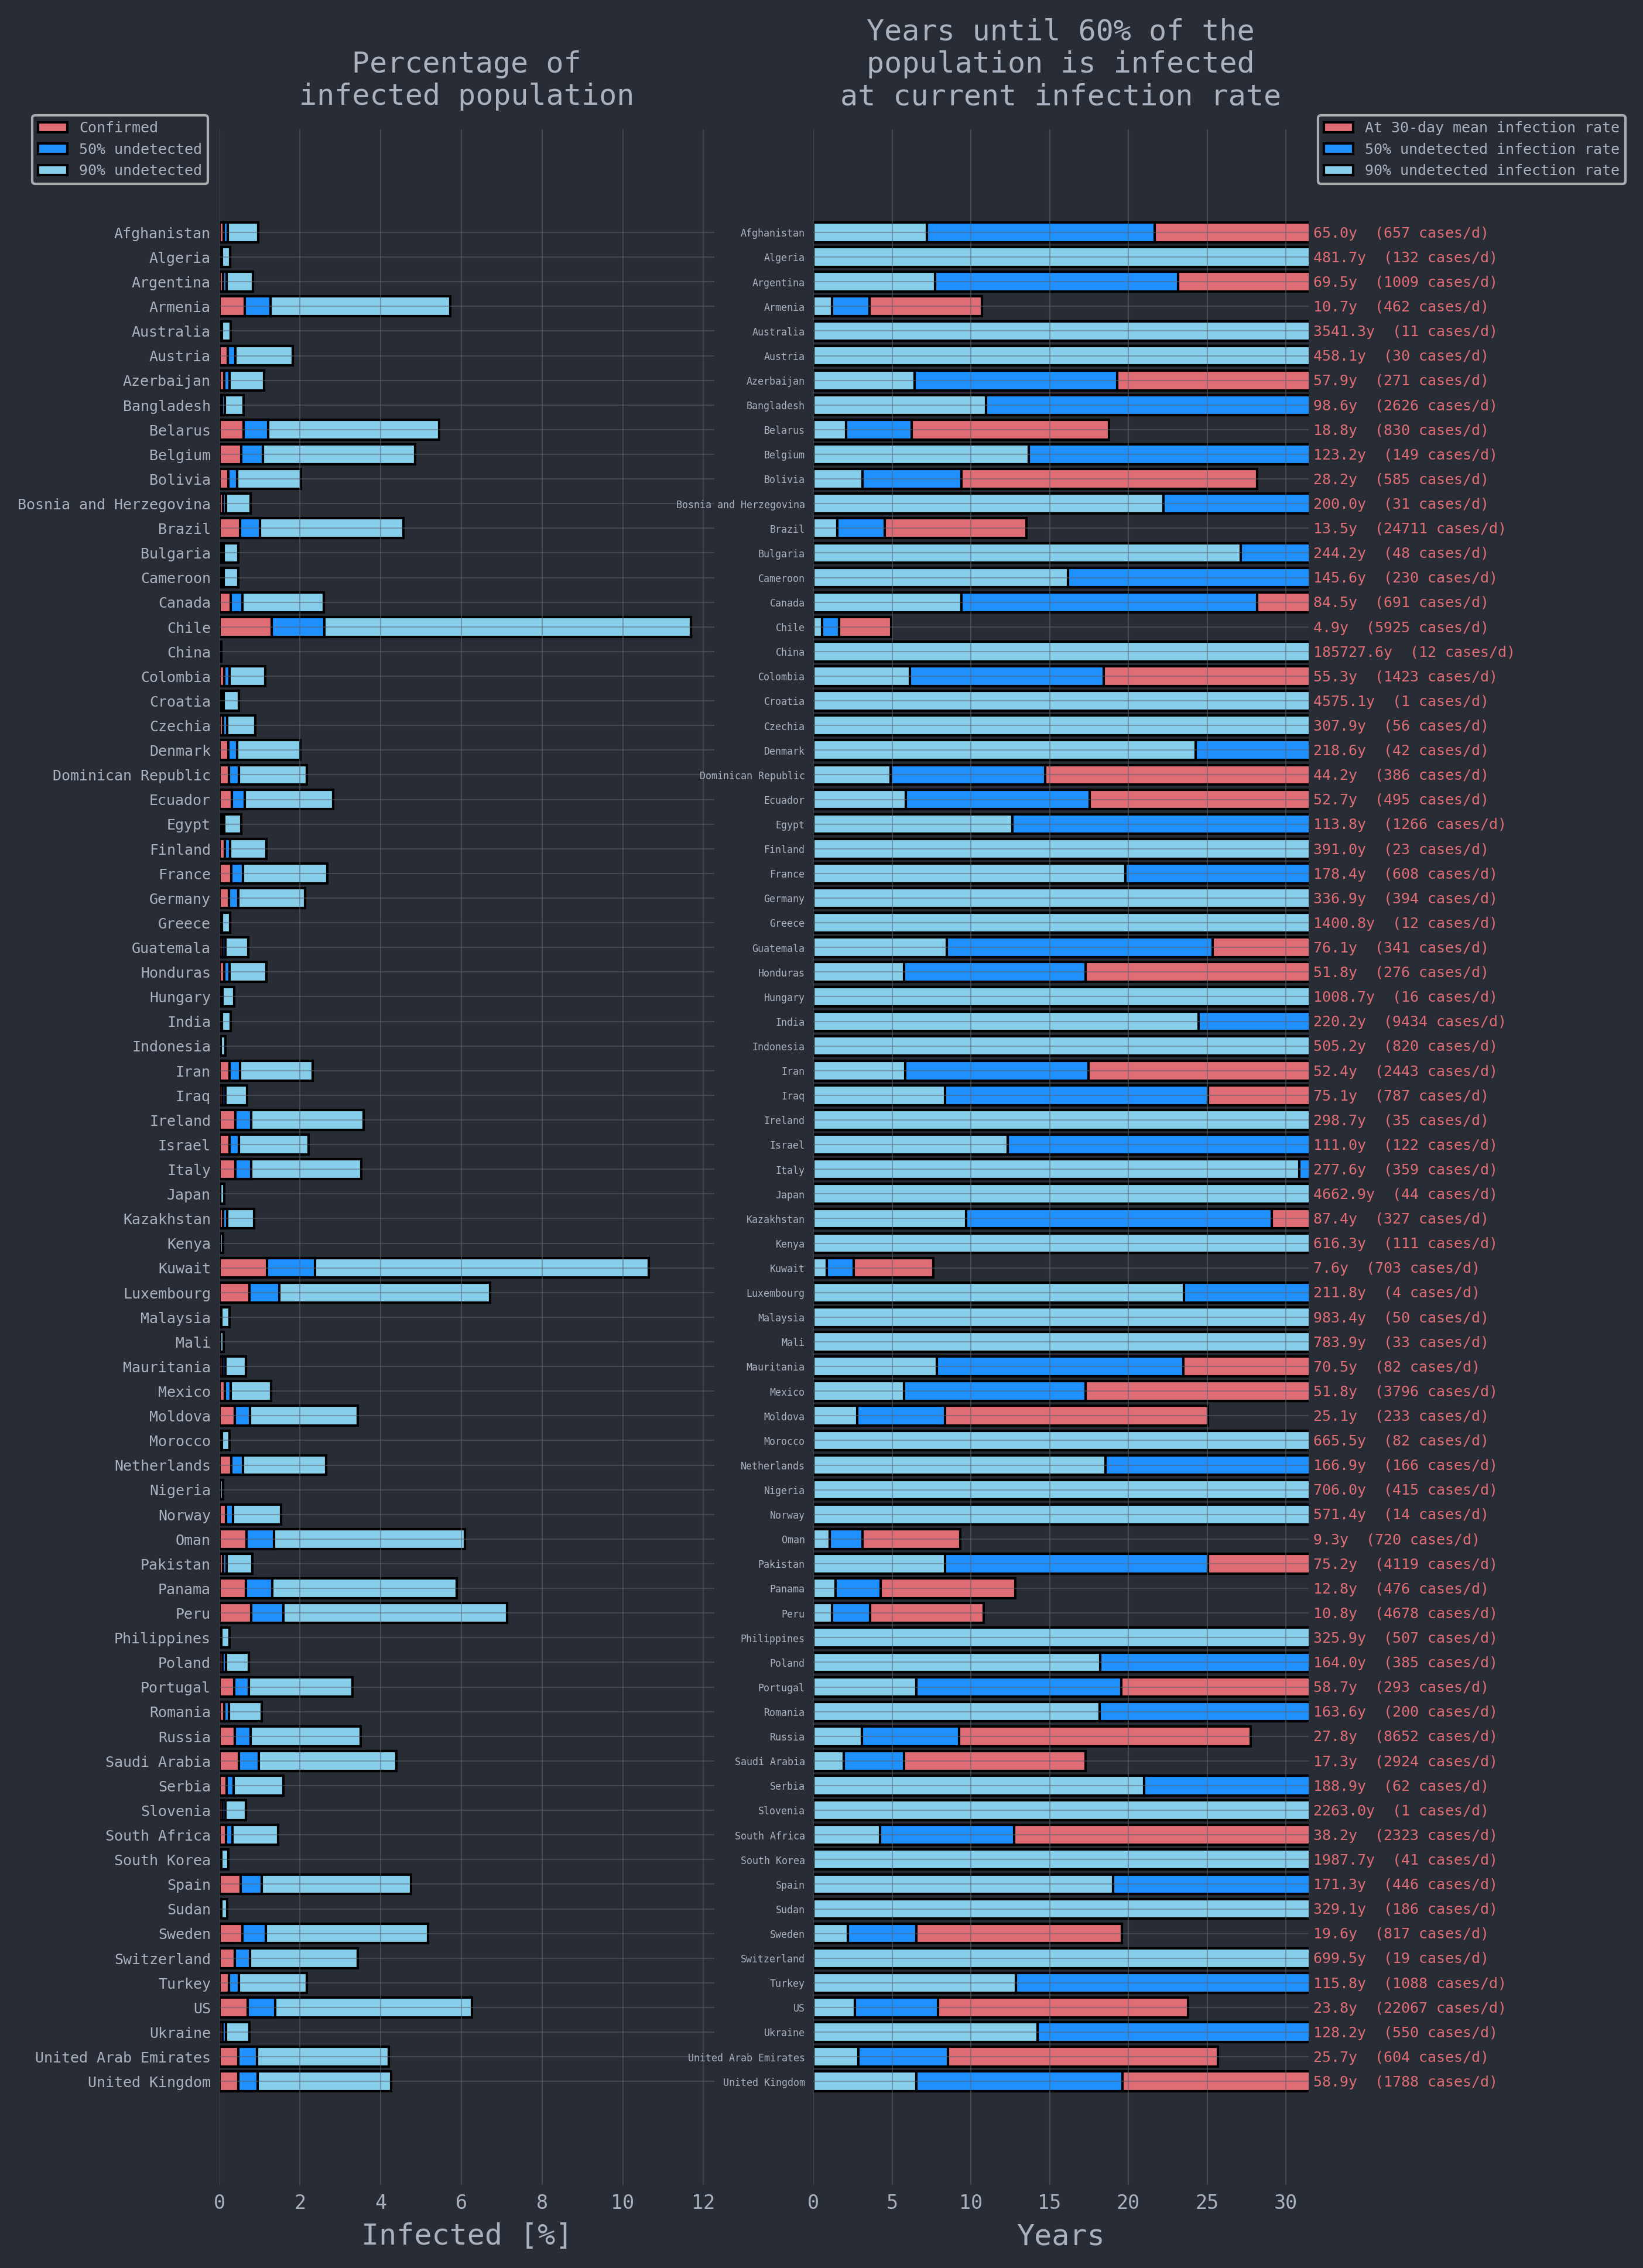 Percentage of
infected population
Years until 60% of the
population is infected
at current infection rate
Confirmed
50% undetected
90% undetected
At 30-day mean infection rate
50% undetected infection rate
90% undetected infection rate
Afghanistan Afghanistan 65.0y (657 cases/d)
Algeria Algeria 481.7y (132 cases/d)
Argentina Argentina 69.5y (1009 cases/d)
Armenia Armenia 10.7y (462 cases/d)
Australia Australia 3541.3y (11 cases/d)
Austria Austria 458.1y (30 cases/d)
Azerbaijan Azerbaijan 57.9y (271 cases/d)
Bangladesh Bangladesh 98.6y (2626 cases/d)
Belarus Belarus 18.8y (830 cases/d)
Belgium Belgium 123.2y (149 cases/d)
Bolivia Bolivia 28.2y (585 cases/d)
Bosnia and Herzegovina Bosnia and Herzegovina 200.0y (31 cases/d)
Brazil Brazil 13.5y (24711 cases/d)
Bulgaria Bulgaria 244.2y (48 cases/d)
Cameroon Cameroon 145.6y (230 cases/d)
Canada Canada 84.5y (691 cases/d)
Chile Chile 4.9y (5925 cases/d)
China China 185727.6y (12 cases/d)
Colombia Colombia 55.3y (1423 cases/d)
Croatia Croatia 4575.1y (1 cases/d)
Czechia Czechia 307.9y (56 cases/d)
Denmark Denmark 218.6y (42 cases/d)
Dominican Republic Dominican Republic 44.2y (386 cases/d)
Ecuador Ecuador 52.7y (495 cases/d)
Egypt Egypt 113.8y (1266 cases/d)
Finland Finland 391.0y (23 cases/d)
France France 178.4y (608 cases/d)
Germany Germany 336.9y (394 cases/d)
Greece Greece 1400.8y (12 cases/d)
Guatemala Guatemala 76.1y (341 cases/d)
Honduras Honduras 51.8y (276 cases/d)
Hungary Hungary 1008.7y (16 cases/d)
India India 220.2y (9434 cases/d)
Indonesia Indonesia 505.2y (820 cases/d)
Iran Iran 52.4y (2443 cases/d)
Iraq Iraq 75.1y (787 cases/d)
Ireland Ireland 298.7y (35 cases/d)
Israel Israel 111.0y (122 cases/d)
Italy Italy 277.6y (359 cases/d)
Japan Japan 4662.9y (44 cases/d)
Kazakhstan Kazakhstan 87.4y (327 cases/d)
Kenya Kenya 616.3y (111 cases/d)
Kuwait Kuwait 7.6y (703 cases/d)
Luxembourg Luxembourg 211.8y (4 cases/d)
Malaysia Malaysia 983.4y (50 cases/d)
Mali Mali 783.9y (33 cases/d)
Mauritania Mauritania 70.5y (82 cases/d)
Mexico Mexico 51.8y (3796 cases/d)
Moldova Moldova 25.1y (233 cases/d)
Morocco Morocco 665.5y (82 cases/d)
Netherlands Netherlands 166.9y (166 cases/d)
Nigeria Nigeria 706.0y (415 cases/d)
Norway Norway 571.4y (14 cases/d)
Oman Oman 9.3y (720 cases/d)
Pakistan Pakistan 75.2y (4119 cases/d)
Panama Panama 12.8y (476 cases/d)
Peru Peru 10.8y (4678 cases/d)
Philippines Philippines 325.9y (507 cases/d)
Poland Poland 164.0y (385 cases/d)
Portugal Portugal 58.7y (293 cases/d)
Romania Romania 163.6y (200 cases/d)
Russia Russia 27.8y (8652 cases/d)
Saudi Arabia Saudi Arabia 17.3y (2924 cases/d)
Serbia Serbia 188.9y (62 cases/d)
Slovenia Slovenia 2263.0y (1 cases/d)
South Africa South Africa 38.2y (2323 cases/d)
South Korea South Korea 1987.7y (41 cases/d)
Spain Spain 171.3y (446 cases/d)
Sudan Sudan 329.1y (186 cases/d)
Sweden Sweden 19.6y (817 cases/d)
Switzerland Switzerland 699.5y (19 cases/d)
Turkey Turkey 115.8y (1088 cases/d)
US US 23.8y (22067 cases/d)
Ukraine Ukraine 128.2y (550 cases/d)
United Arab Emirates United Arab Emirates 25.7y (604 cases/d)
United Kingdom United Kingdom 58.9y (1788 cases/d)
0 2 4 6 8 10 12 0 5 10 15 20 25 30
Infected [%] Years